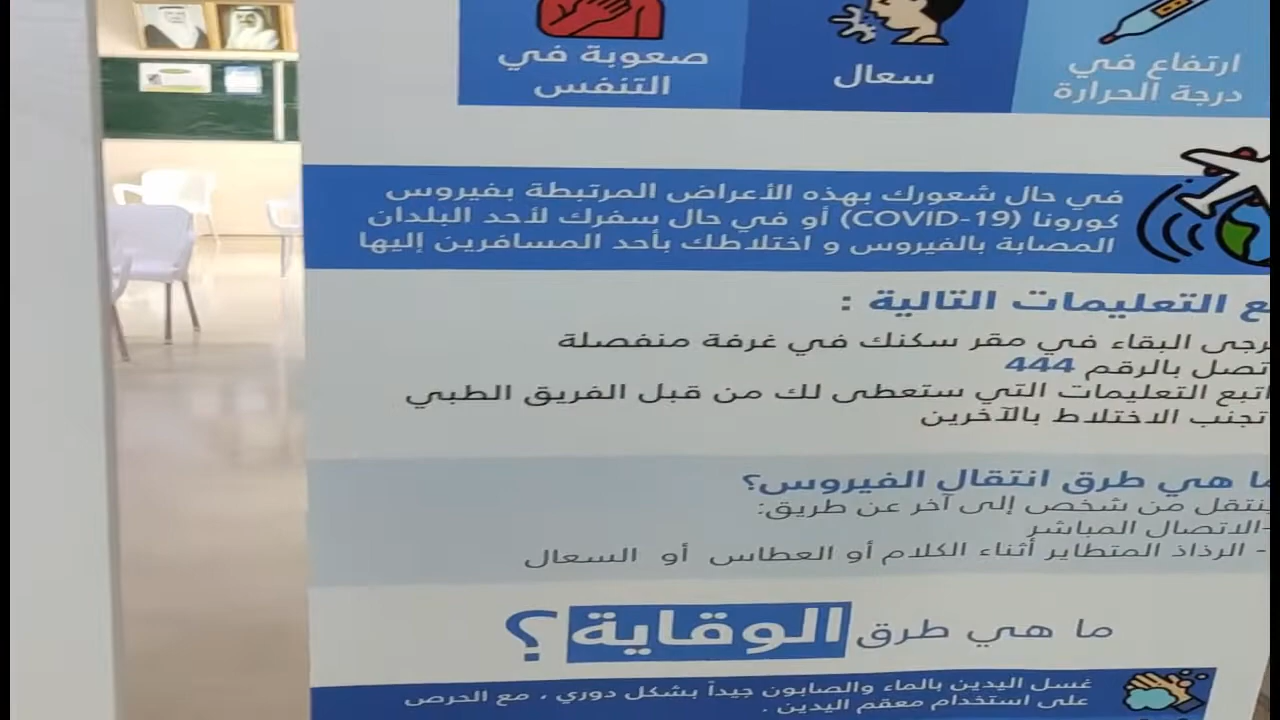 ارتفاع في
درجة الحرارة
سعال
صعوبة في
التنفس
في حال شعورك بهذه الأعراض المرتبطة بفيروس
كورونا (COVID-19) أو في حال سفرك لأحد البلدان
المصابة بالفيروس و اختلاطك بأحد المسافرين إليها
التعليمات التالية :
البقاء في مقر سكنك في غرفة منفصلة
بالرقم 444
اتبع التعليمات التي ستعطى لك من قبل الفريق الطبي
تجنب الاختلاط بالآخرين
ما هي طرق انتقال الفيروس؟
ينتقل من شخص إلى آخر عن طريق:
-الاتصال المباشر
- الرذاذ المتطاير أثناء الكلام أو العطاس أو السعال
ما هي طرق الوقاية ؟
غسل اليدين بالماء والصابون جيداً بشكل دوري ، مع الحرص
على استخدام معقم اليدين .